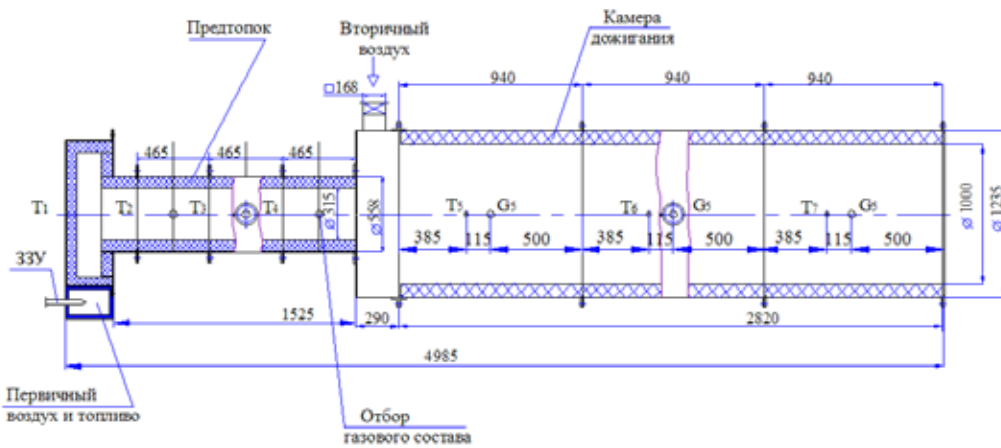 Предтопок
Вторичный
воздух
Камера
дожигания
940
940
940
□168
465
465
465
T1
T2
T3
T4
⌀315
⌀558
T5
G5
T6
G5
T7
G5
385
115
500
385
115
500
385
115
500
⌀1000
⌀1235
ЗЗУ
1525
290
2820
4985
Первичный
воздух и топливо
Отбор
газового состава